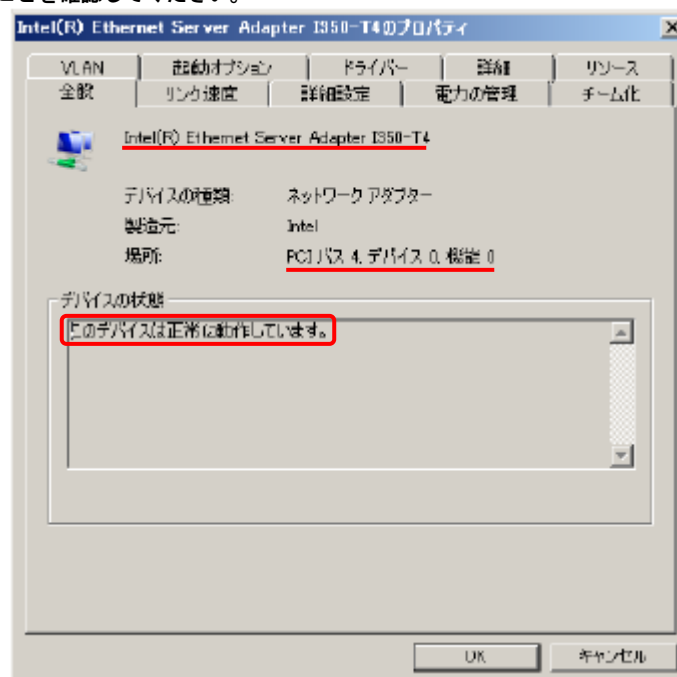 ことを確認してください。
Intel(R) Ethernet Server Adapter I350-T4のプロパティ
VLAN 起動オプション ドライバー 詳細 リソース
全般 リンク速度 詳細設定 電力の管理 チーム化
Intel(R) Ethernet Server Adapter I350-T4
デバイスの種類: ネットワーク アダプター
製造元: Intel
場所: PCI バス 4, デバイス 0, 機能 0
デバイスの状態
このデバイスは正常に動作しています。
OK キャンセル